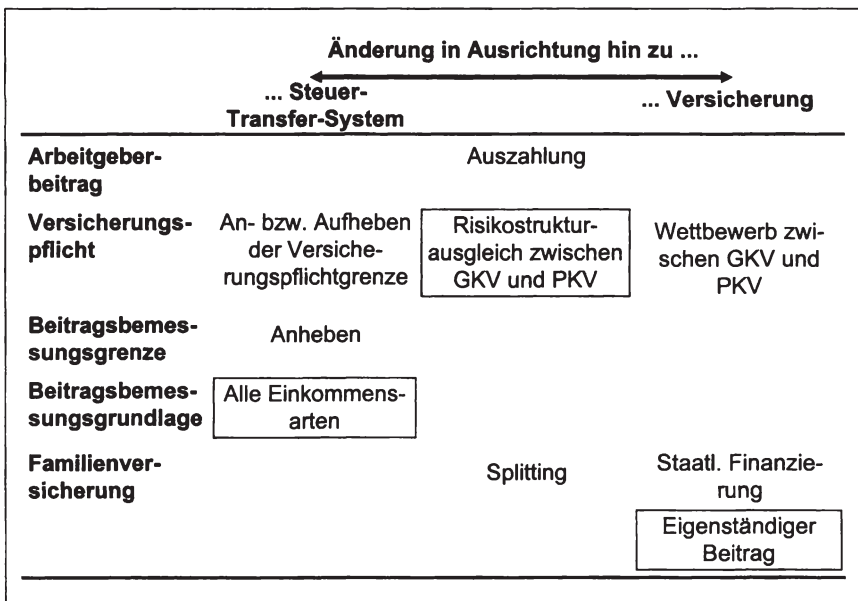 Änderung in Ausrichtung hin zu ...
... Steuer-
Transfer-System
... Versicherung
Arbeitgeber-
beitrag
Auszahlung
Versicherungs-
pflicht
An- bzw. Aufheben
der Versiche-
rungspflichtgrenze
Risikostruktur-
ausgleich zwischen
GKV und PKV
Wettbewerb zwi-
schen GKV und
PKV
Beitragsbemes-
sungsgrenze
Anheben
Beitragsbemes-
sungsgrundlage
Alle Einkommens-
arten
Familienver-
sicherung
Splitting
Staatl. Finanzie-
rung
Eigenständiger
Beitrag